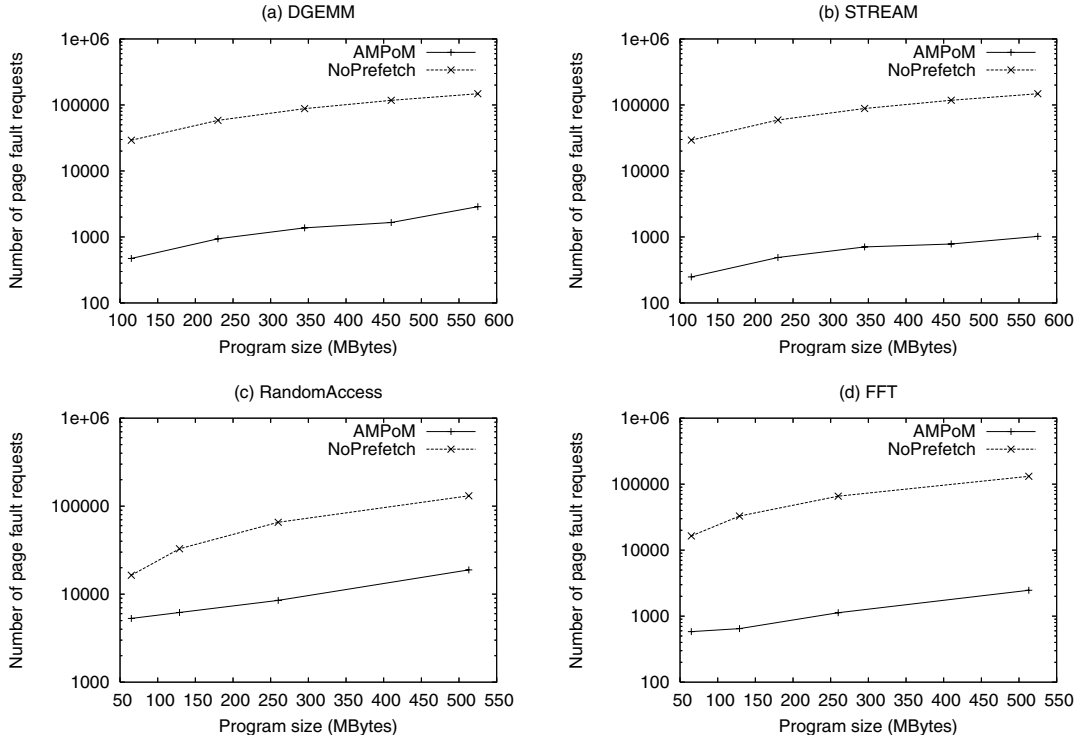 (a) DGEMM
1e+06
100000
10000
1000
100
100 150 200 250 300 350 400 450 500 550 600
Number of page fault requests
Program size (MBytes)
AMPoM
NoPrefetch
(b) STREAM
1e+06
100000
10000
1000
100
100 150 200 250 300 350 400 450 500 550 600
Number of page fault requests
Program size (MBytes)
AMPoM
NoPrefetch
(c) RandomAccess
1e+06
100000
10000
1000
50 100 150 200 250 300 350 400 450 500 550
Number of page fault requests
Program size (MBytes)
AMPoM
NoPrefetch
(d) FFT
1e+06
100000
10000
1000
100
50 100 150 200 250 300 350 400 450 500 550
Number of page fault requests
Program size (MBytes)
AMPoM
NoPrefetch